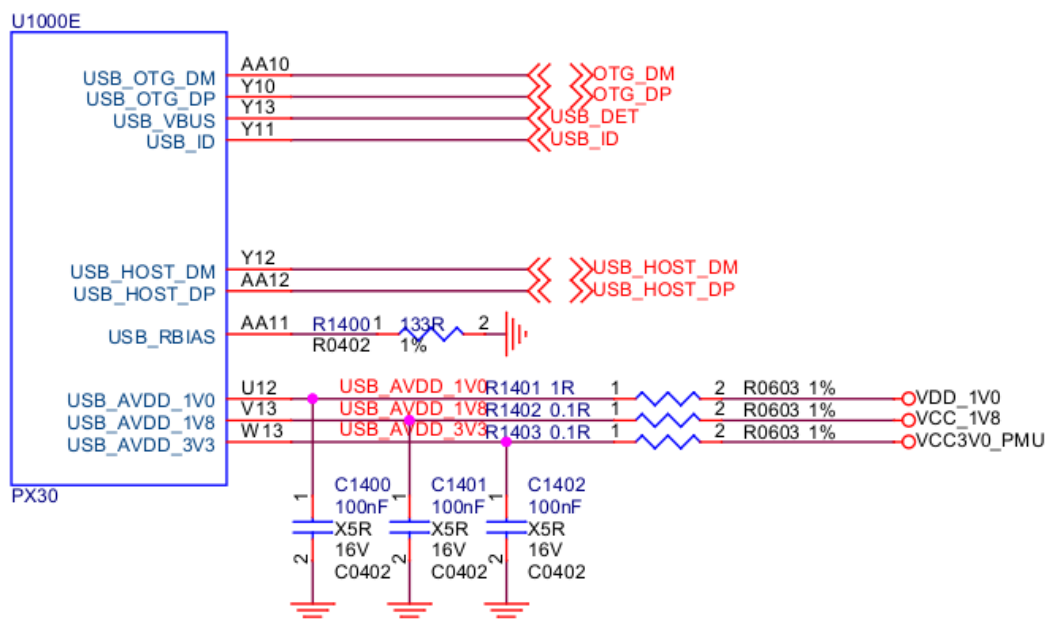 U1000E
USB_OTG_DM AA10 OTG_DM
USB_OTG_DP Y10 OTG_DP
USB_VBUS Y13 USB_DET
USB_ID Y11 USB_ID
USB_HOST_DM Y12 USB_HOST_DM
USB_HOST_DP AA12 USB_HOST_DP
USB_RBIAS AA11 R1400 1 133R 2
R0402 1%
USB_AVDD_1V0 U12 USB_AVDD_1V0 R1401 1R 1 2 R0603 1% VDD_1V0
USB_AVDD_1V8 V13 USB_AVDD_1V8 R1402 0.1R 1 2 R0603 1% VCC_1V8
USB_AVDD_3V3 W13 USB_AVDD_3V3 R1403 0.1R 1 2 R0603 1% VCC3V0_PMU
PX30
1 C1400 1 C1401 1 C1402
100nF 100nF 100nF
X5R X5R X5R
2 16V 2 16V 2 16V
C0402 C0402 C0402